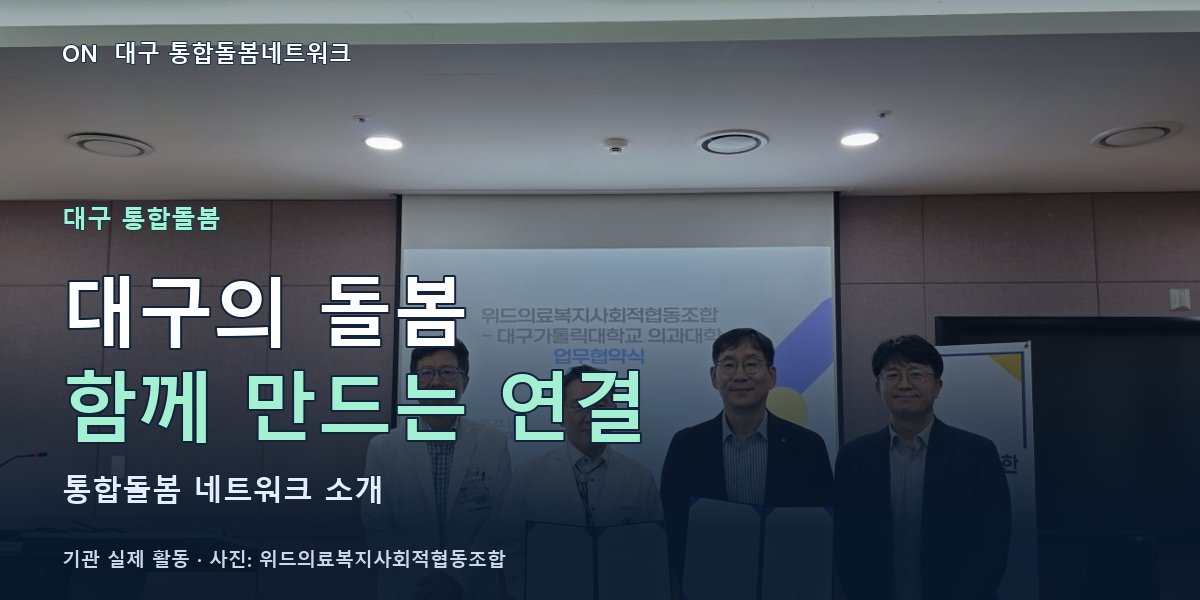 ON 대구 통합돌봄네트워크
대구 통합돌봄
위드의료복지사회적협동조합
- 대구가톨릭대학교 의과대학
업무협약식
대구의 돌봄
함께 만드는 연결
한
통합돌봄 네트워크 소개
기관 실제 활동 · 사진: 위드의료복지사회적협동조합